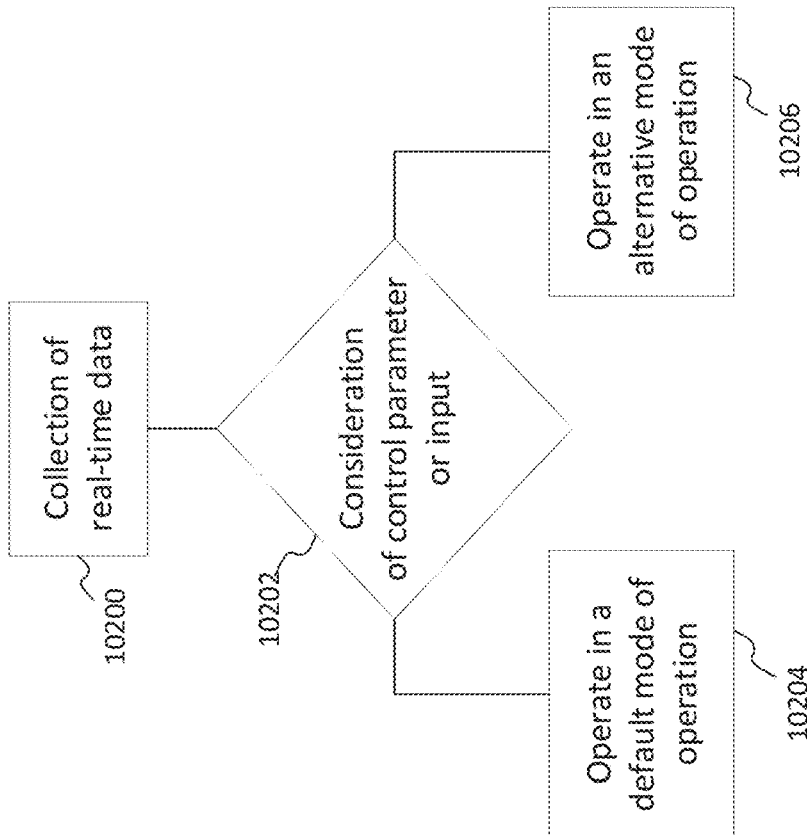 Collection of
real-time data
10200
Consideration
of control parameter
or input
10202
Operate in a
default mode of
operation
10204
Operate in an
alternative mode
of operation
10206